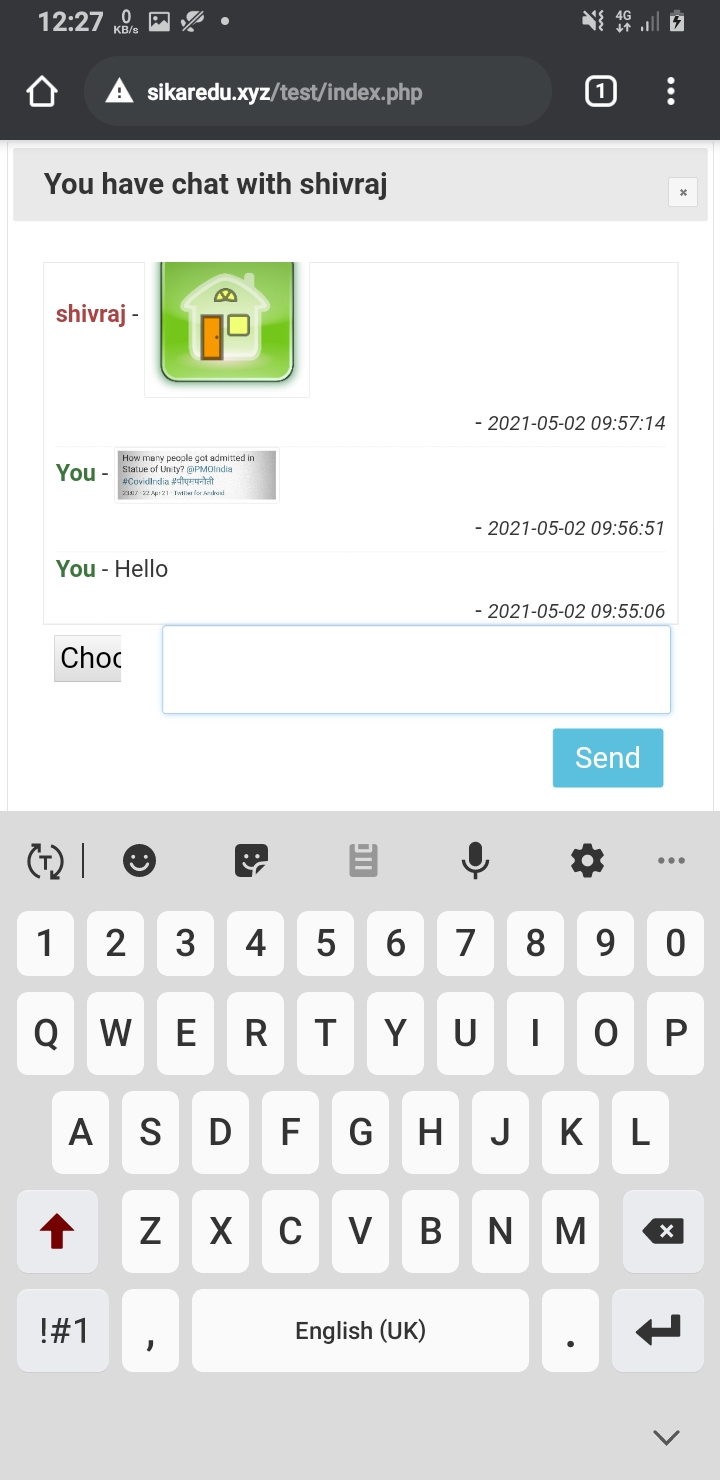 12:27 0 KB/s 4G
sikaredu.xyz/test/index.php 1
You have chat with shivraj
×
shivraj -
- 2021-05-02 09:57:14
You - How many people got admitted in
Statue of Unity? @PMOIndia
#CovidIndia #पीएमपनौती
23:07 · 22 Apr 21 · Twitter for Android
- 2021-05-02 09:56:51
You - Hello
- 2021-05-02 09:55:06
Choo
Send
T
1 2 3 4 5 6 7 8 9 0
Q W E R T Y U I O P
A S D F G H J K L
Z X C V B N M
!#1 , English (UK) .